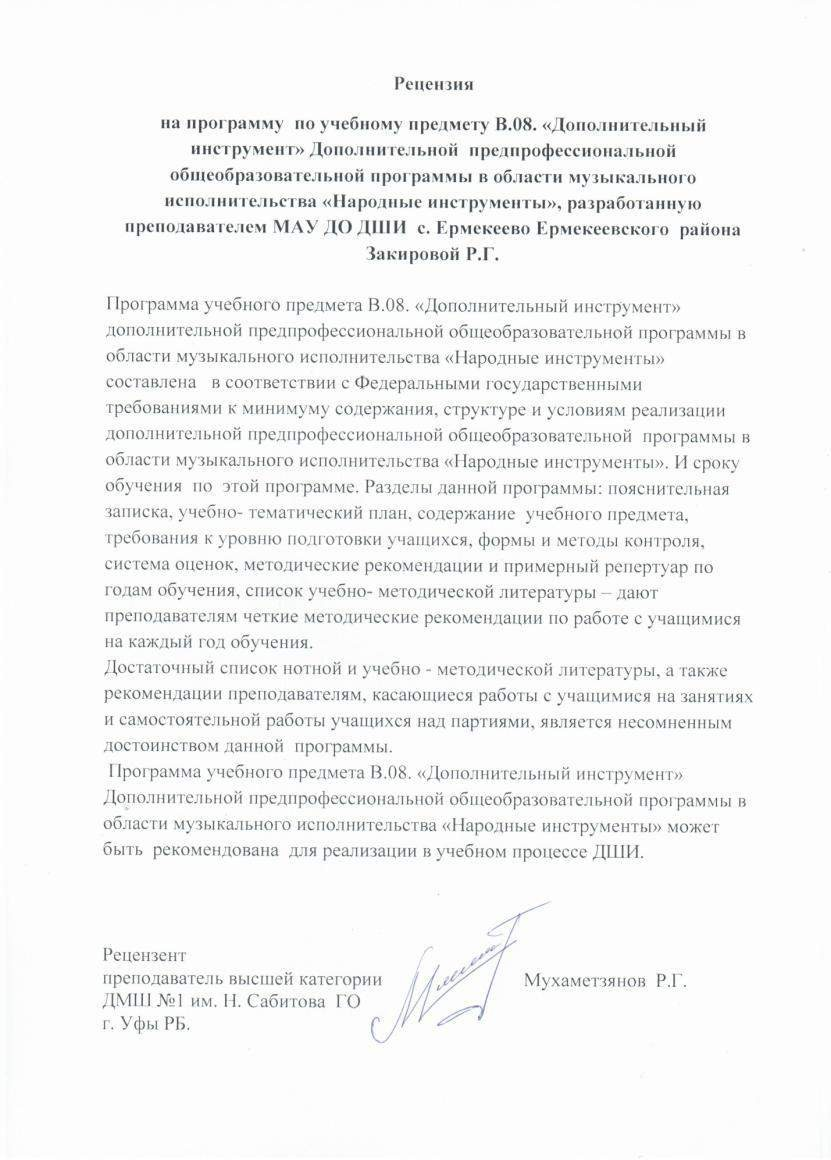 Рецензия
на программу по учебному предмету В.08. «Дополнительный
инструмент» Дополнительной предпрофессиональной
общеобразовательной программы в области музыкального
исполнительства «Народные инструменты», разработанную
преподавателем МАУ ДО ДШИ с. Ермекеево Ермекеевского района
Закировой Р.Г.
Программа учебного предмета В.08. «Дополнительный инструмент»
дополнительной предпрофессиональной общеобразовательной программы в
области музыкального исполнительства «Народные инструменты»
составлена в соответствии с Федеральными государственными
требованиями к минимуму содержания, структуре и условиям реализации
дополнительной предпрофессиональной общеобразовательной программы в
области музыкального исполнительства «Народные инструменты». И сроку
обучения по этой программе. Разделы данной программы: пояснительная
записка, учебно- тематический план, содержание учебного предмета,
требования к уровню подготовки учащихся, формы и методы контроля,
система оценок, методические рекомендации и примерный репертуар по
годам обучения, список учебно- методической литературы – дают
преподавателям четкие методические рекомендации по работе с учащимися
на каждый год обучения.
Достаточный список нотной и учебно - методической литературы, а также
рекомендации преподавателям, касающиеся работы с учащимися на занятиях
и самостоятельной работы учащихся над партиями, является несомненным
достоинством данной программы.
Программа учебного предмета В.08. «Дополнительный инструмент»
Дополнительной предпрофессиональной общеобразовательной программы в
области музыкального исполнительства «Народные инструменты» может
быть рекомендована для реализации в учебном процессе ДШИ.
Рецензент
преподаватель высшей категории Мухаметзянов Р.Г.
ДМШ №1 им. Н. Сабитова ГО
г. Уфы РБ.